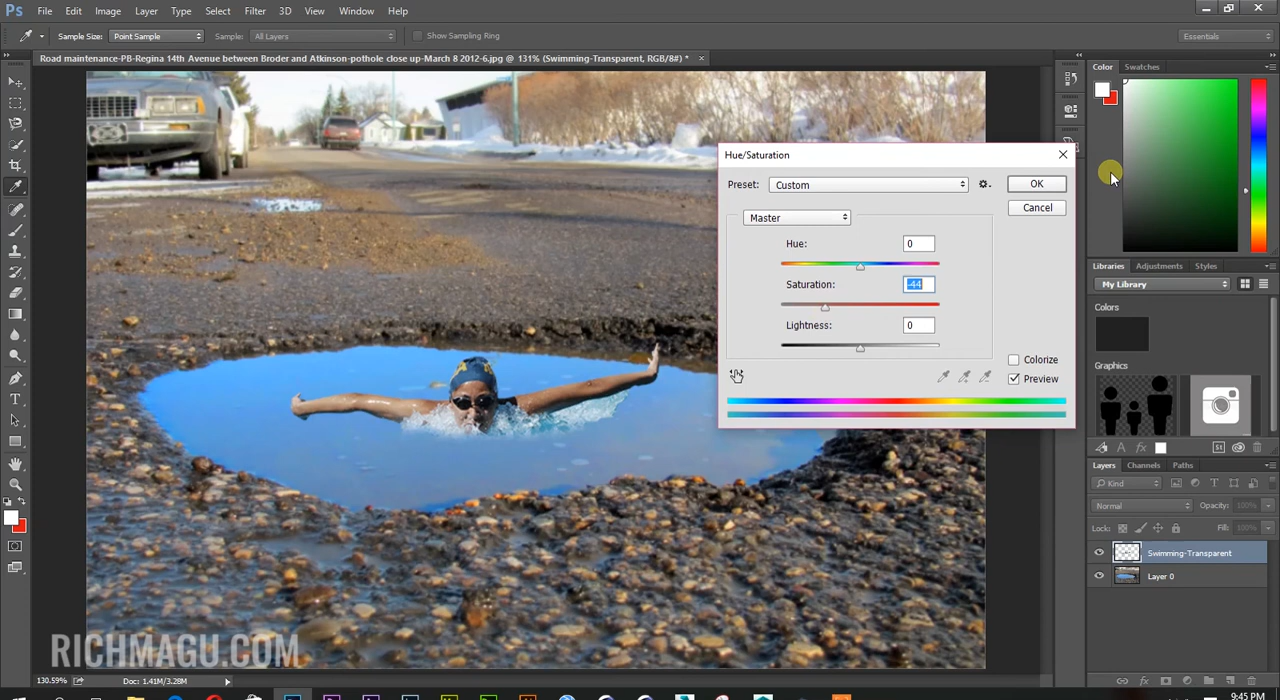 Ps File Edit Image Layer Type Select Filter 3D View Window Help
Sample Size: Point Sample Sample: All Layers Show Sampling Ring Essentials
Road maintenance-PB-Regina 14th Avenue between Broder and Atkinson-pothole close up-March 8 2012-6.jpg @ 131% (Swimming-Transparent, RGB/8#) *
Color Swatches
Hue/Saturation
Preset: Custom OK
Cancel
Master
Hue: 0
Saturation: -44
Lightness: 0
Colorize
Preview
Libraries Adjustments Styles
My Library
Colors
Graphics
Layers Channels Paths
Kind
Normal Opacity: 100%
Lock: Fill: 100%
Swimming-Transparent
Layer 0
RICHMAGU.COM
130.59% Doc: 1.41M/3.28M
9:45 PM